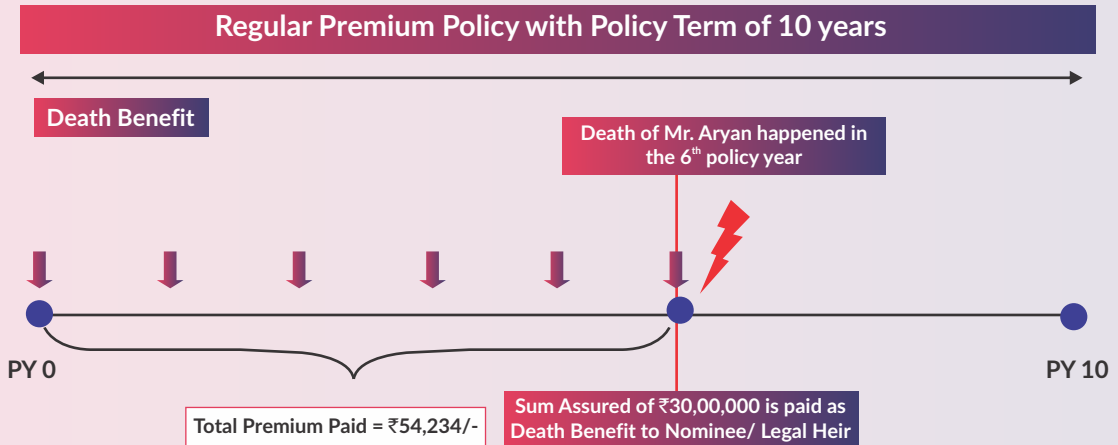 Regular Premium Policy with Policy Term of 10 years
Death Benefit
Death of Mr. Aryan happened in
the 6th policy year
PY 0
PY 10
Total Premium Paid = ₹54,234/-
Sum Assured of ₹30,00,000 is paid as
Death Benefit to Nominee/ Legal Heir